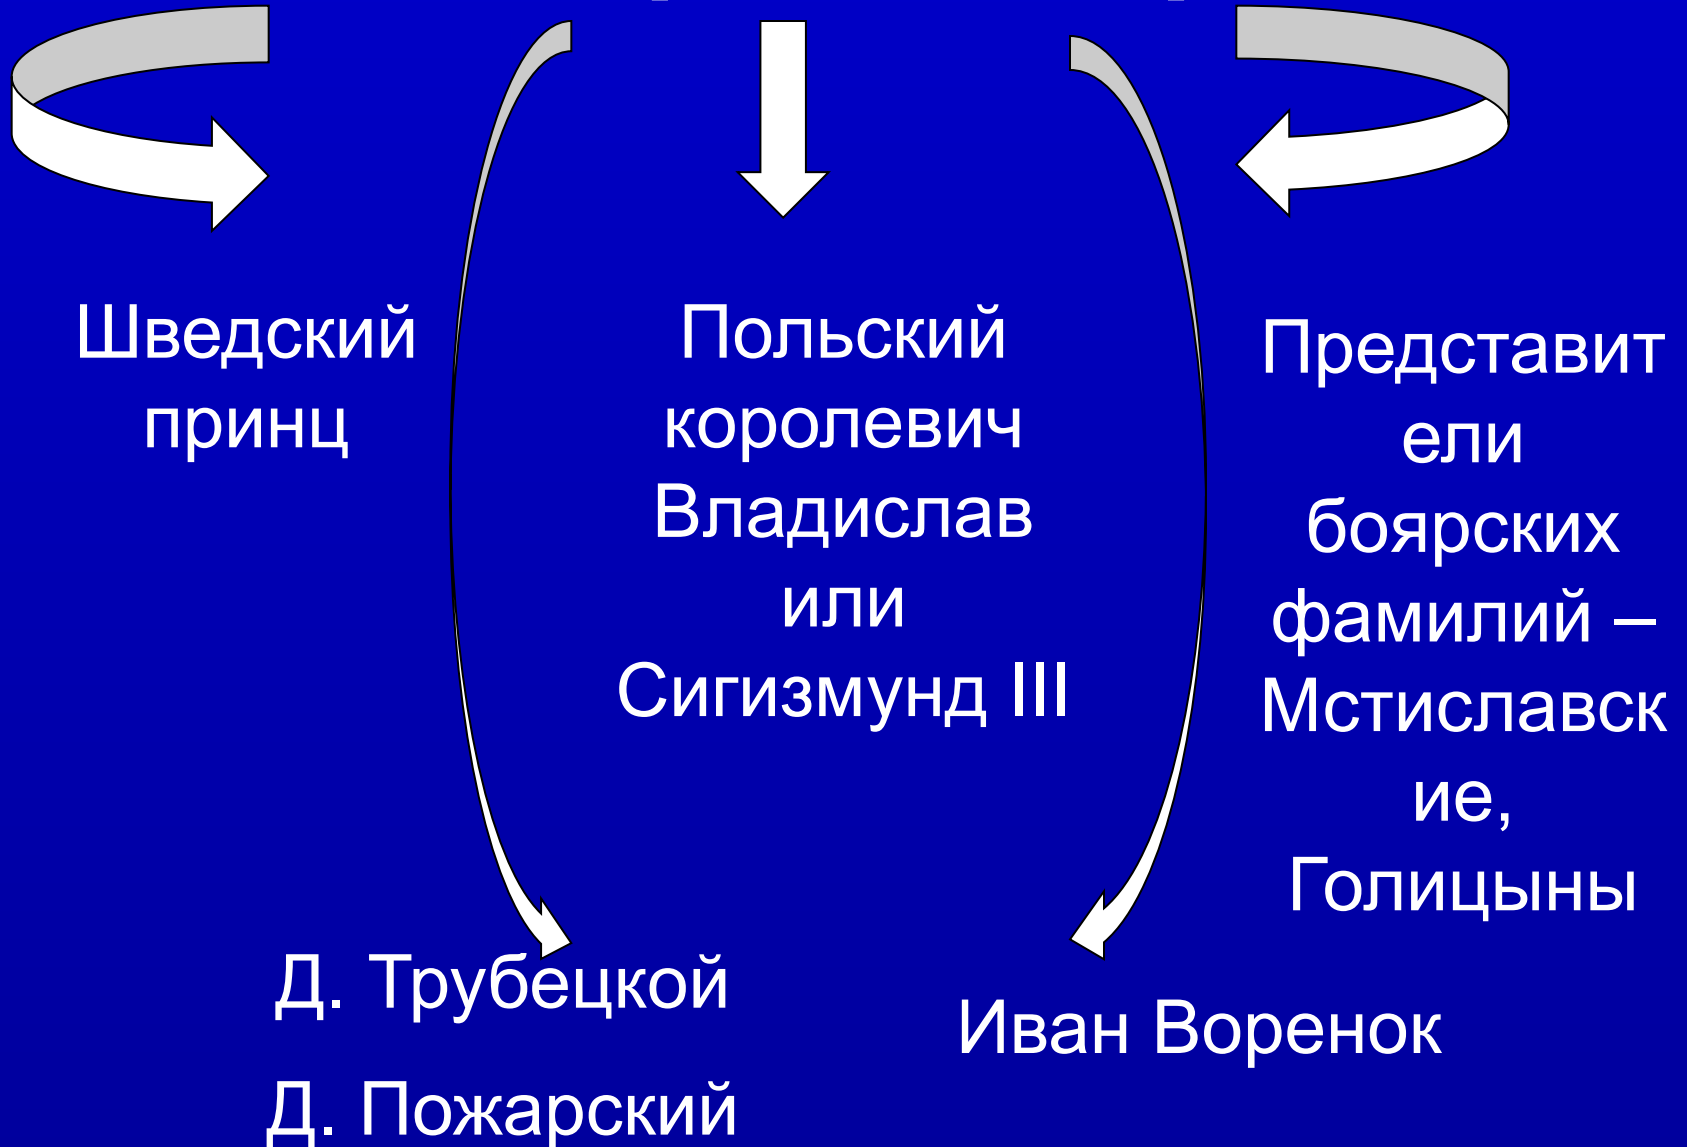 Шведский
принц
Польский
королевич
Владислав
или
Сигизмунд III
Представит
ели
боярских
фамилий –
Мстиславск
ие,
Голицыны
Д. Трубецкой
Д. Пожарский
Иван Воренок